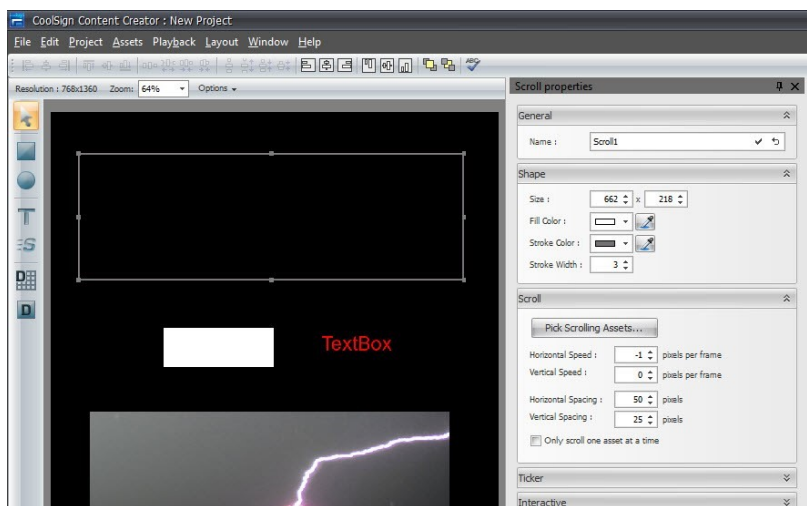 CoolSign Content Creator : New Project
File Edit Project Assets Playback Layout Window Help
ABC
Resolution : 768x1360 Zoom: 64% Options
Scroll properties
General
Name : Scroll1
Shape
Size : 662 x 218
Fill Color :
Stroke Color :
Stroke Width : 3
T
S
D
D
Scroll
Pick Scrolling Assets...
Horizontal Speed : -1 pixels per frame
Vertical Speed : 0 pixels per frame
Horizontal Spacing : 50 pixels
Vertical Spacing : 25 pixels
Only scroll one asset at a time
TextBox
Ticker
Interactive